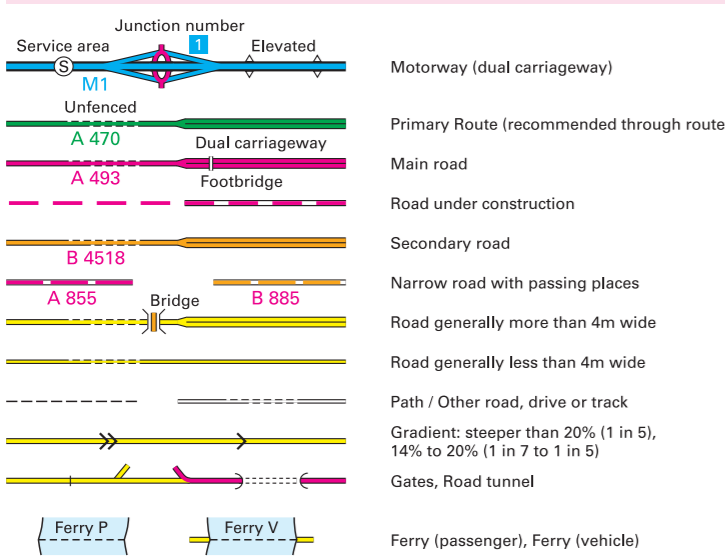 Junction number
Service area 1 Elevated
S
M1
Motorway (dual carriageway)
Unfenced
A 470
Primary Route (recommended through route
Dual carriageway
A 493
Main road
Footbridge
Road under construction
B 4518
Secondary road
A 855
B 885
Narrow road with passing places
Bridge
Road generally more than 4m wide
Road generally less than 4m wide
Path / Other road, drive or track
Gradient: steeper than 20% (1 in 5),
14% to 20% (1 in 7 to 1 in 5)
Gates, Road tunnel
Ferry P
Ferry V
Ferry (passenger), Ferry (vehicle)